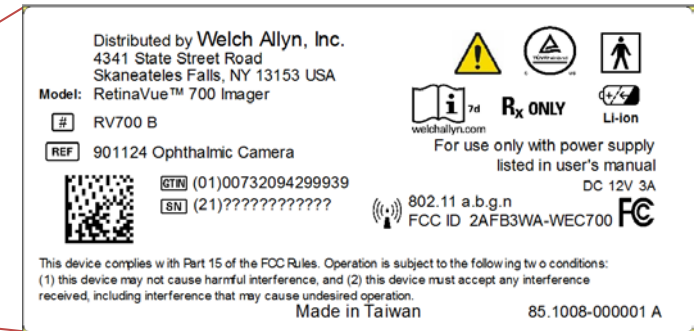 Distributed by Welch Allyn, Inc.
4341 State Street Road
Skaneateles Falls, NY 13153 USA
Model: RetinaVue™ 700 Imager
# RV700 B
REF 901124 Ophthalmic Camera
GTIN (01)00732094299939
SN (21)????????????
i 7d
welchallyn.com
Rx ONLY
+/-
Li-ion
For use only with power supply
listed in user's manual
DC 12V 3A
802.11 a.b.g.n
FCC ID 2AFB3WA-WEC700 FC
This device complies with Part 15 of the FCC Rules. Operation is subject to the following two conditions:
(1) this device may not cause harmful interference, and (2) this device must accept any interference
received, including interference that may cause undesired operation.
Made in Taiwan
85.1008-000001 A